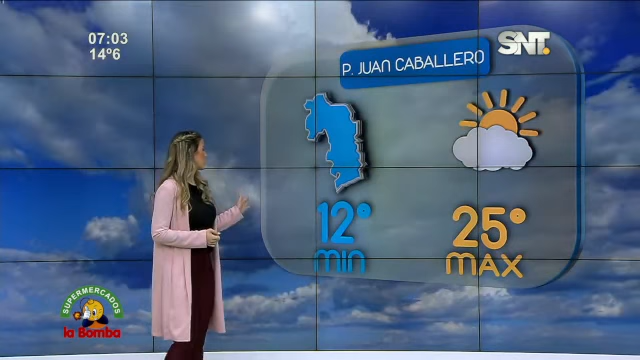 07:03
14°6
SNT.
P. JUAN CABALLERO
12°
MIN
25°
MAX
SUPERMERCADOS
la Bomba